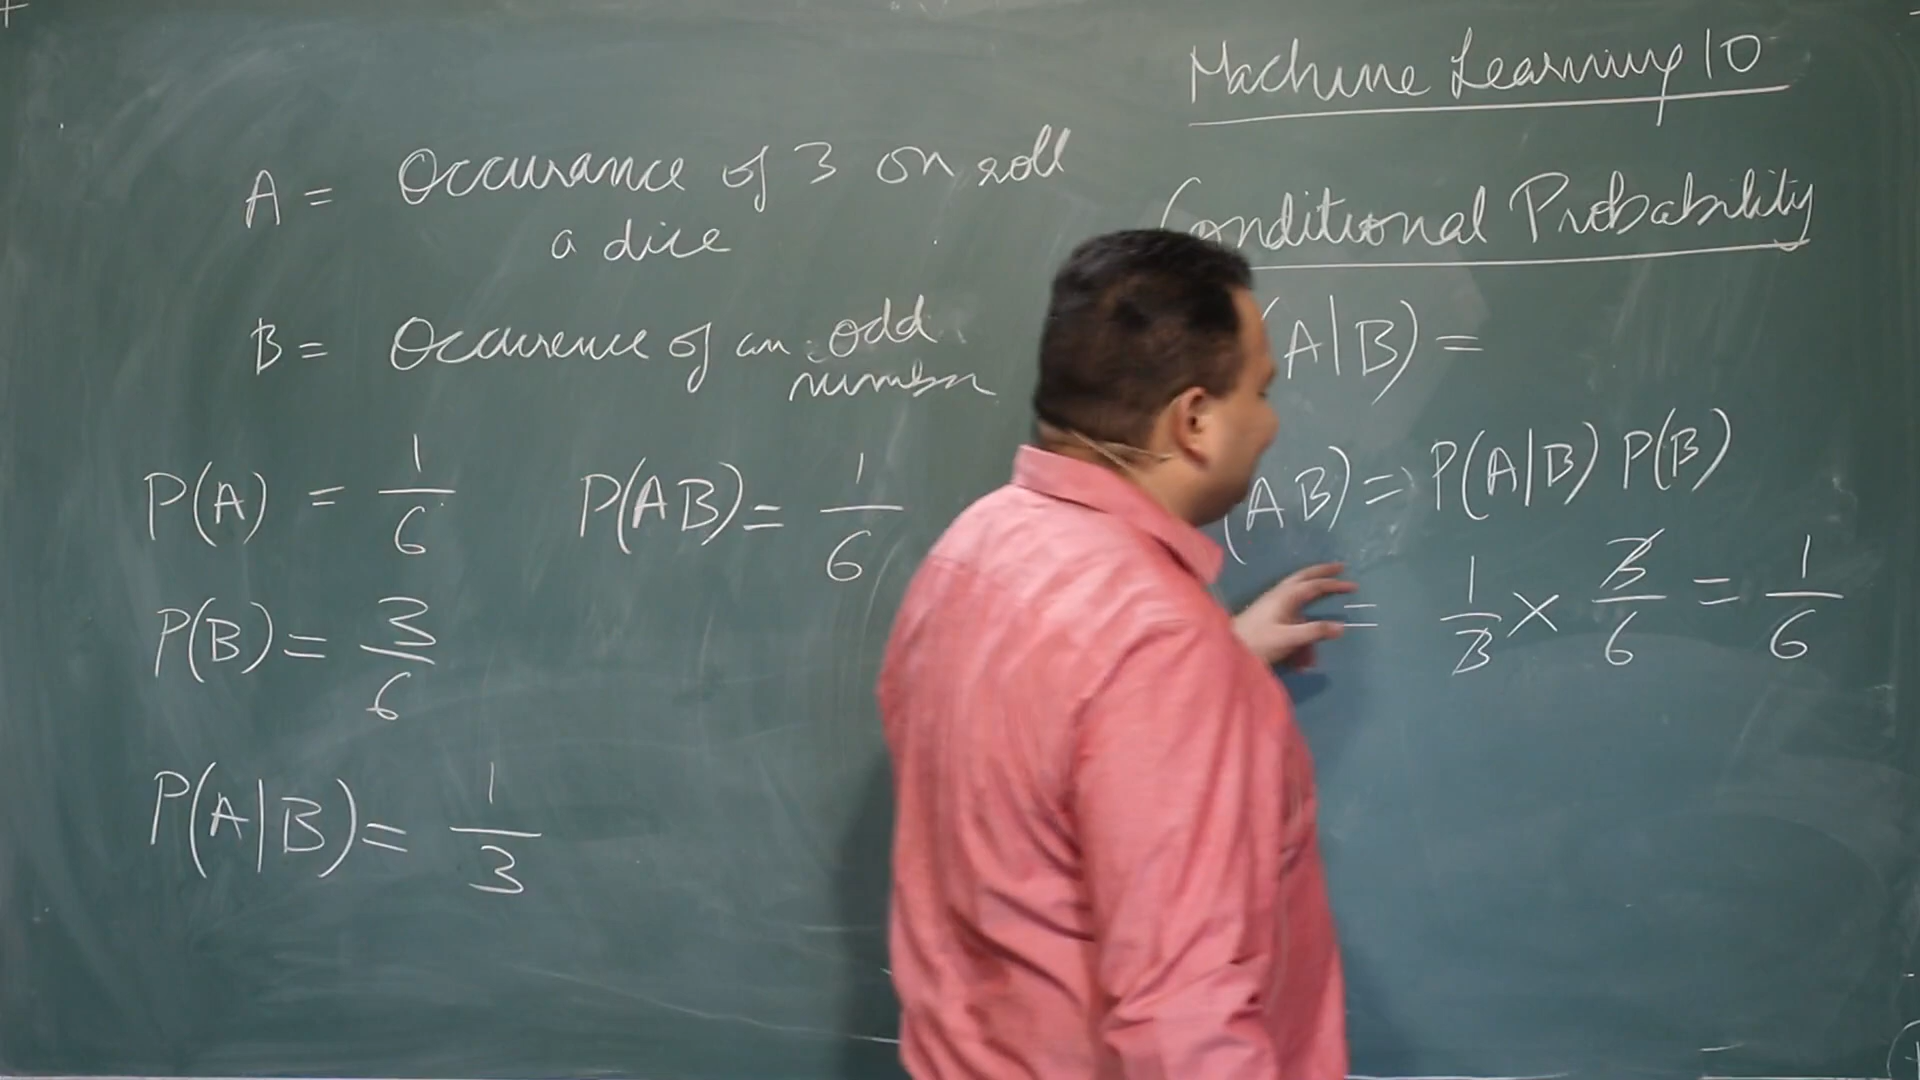 Machine Learning 10
Conditional Probability
A = Occurance of 3 on roll
a dice
B = Occurence of an odd
number
P(A) = 1/6
P(AB) = 1/6
P(B) = 3/6
P(A|B) = 1/3
(A|B) =
(AB) = P(A|B) P(B)
= 1/3 × 3/6 = 1/6